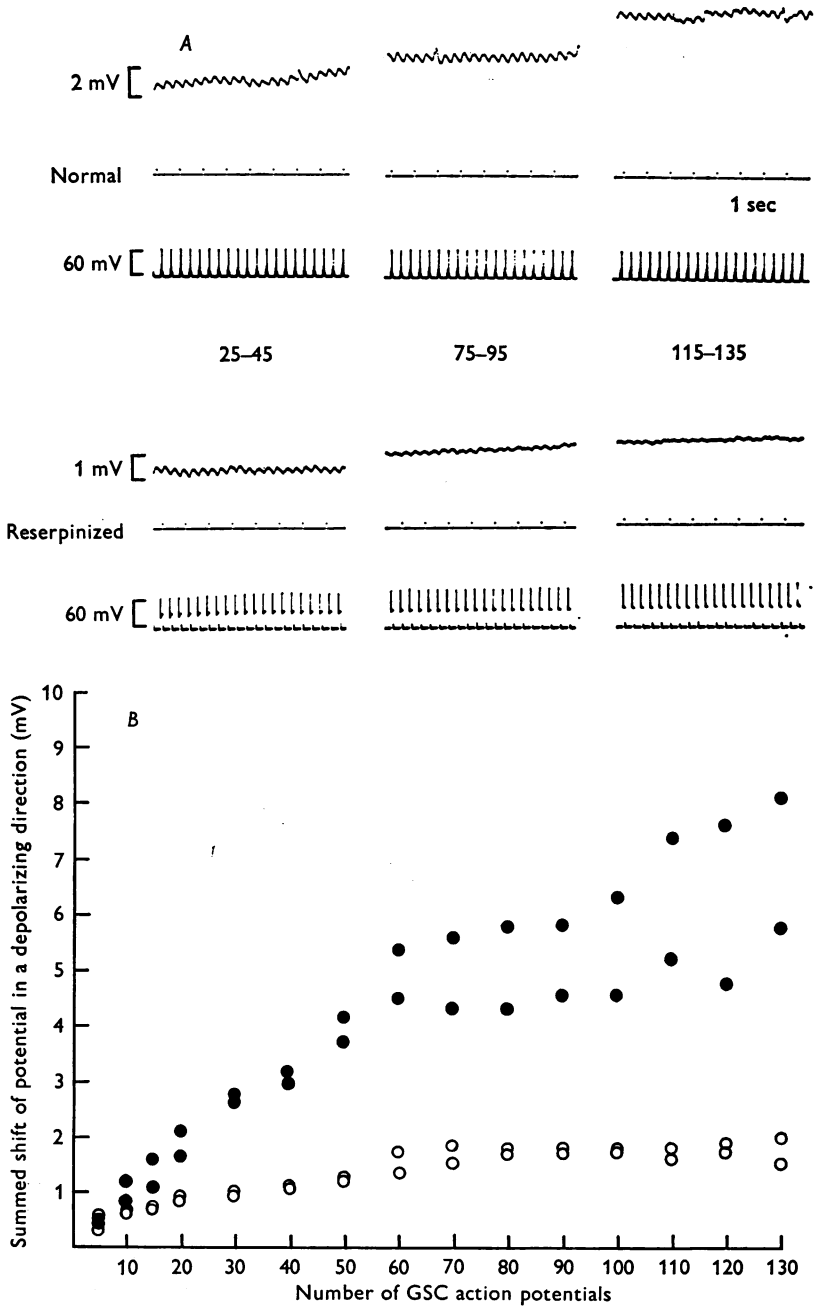 A
2 mV
Normal
1 sec
60 mV
25–45 75–95 115–135
1 mV
Reserpinized
60 mV
B
Summed shift of potential in a depolarizing direction (mV)
10
9
8
7
6
5
4
3
2
1
10 20 30 40 50 60 70 80 90 100 110 120 130
Number of GSC action potentials